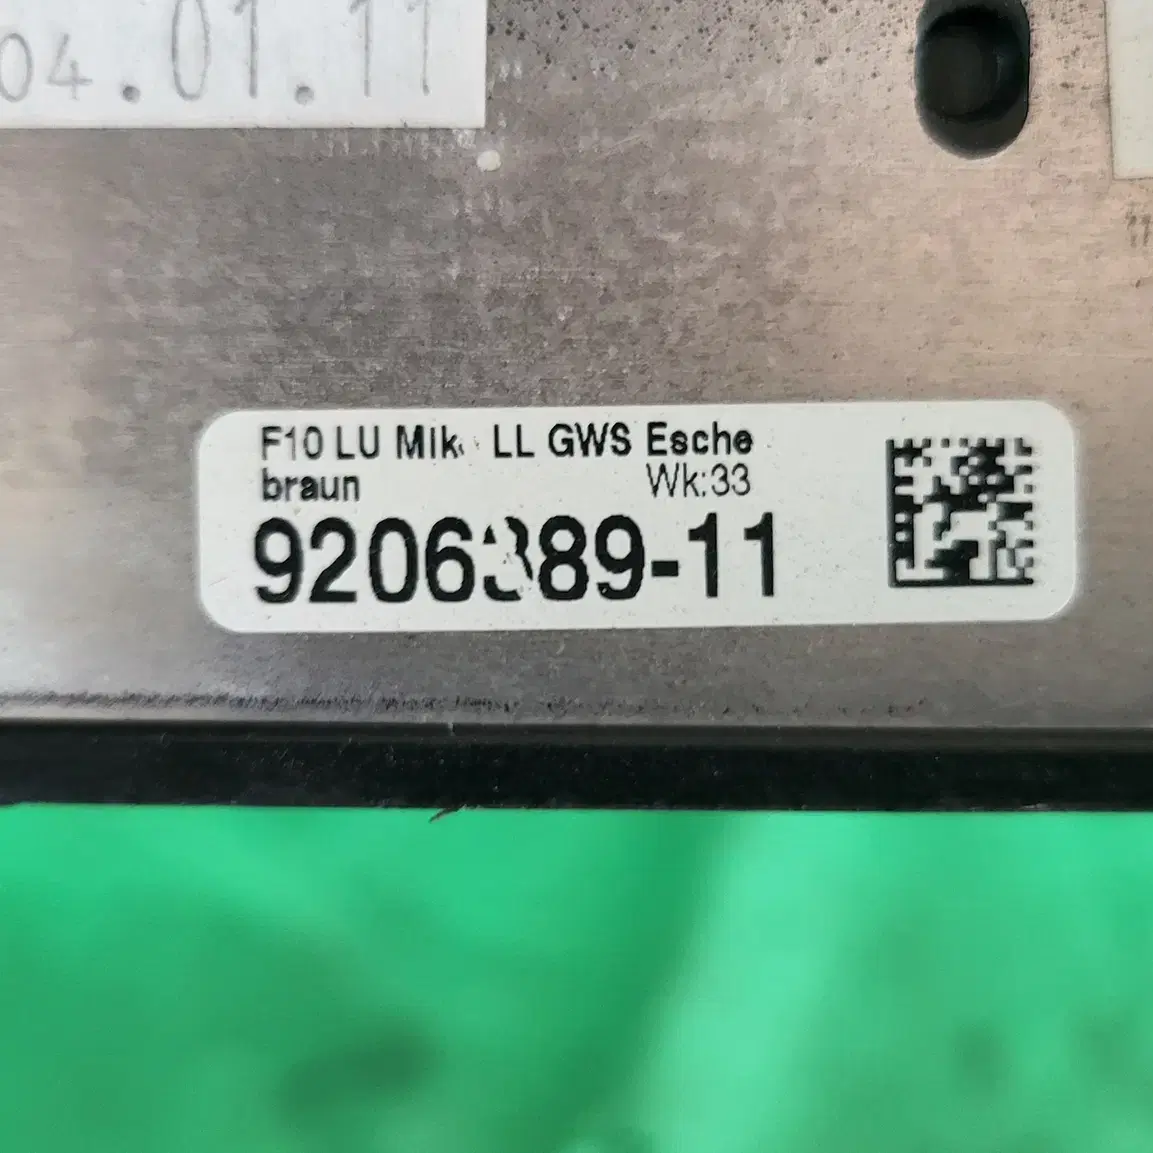 04.01.11
F10 LU Mik LL GWS Esche
braun Wk:33
9206389-11